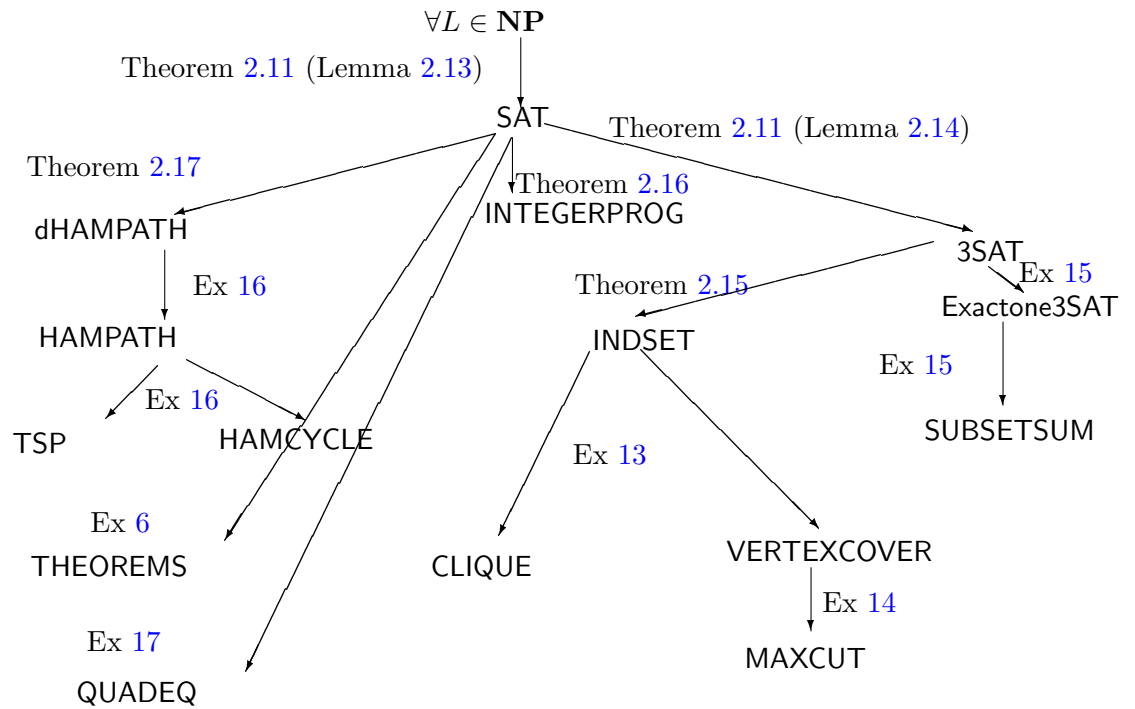 ∀L ∈ NP
Theorem 2.11 (Lemma 2.13)
SAT
Theorem 2.11 (Lemma 2.14)
Theorem 2.17
Theorem 2.16
INTEGERPROG
dHAMPATH
3SAT
Ex 15
Ex 16
Theorem 2.15
Exactone3SAT
HAMPATH
INDSET
Ex 15
Ex 16
TSP
HAMCYCLE
SUBSETSUM
Ex 13
Ex 6
THEOREMS
CLIQUE
VERTEXCOVER
Ex 14
Ex 17
MAXCUT
QUADEQ